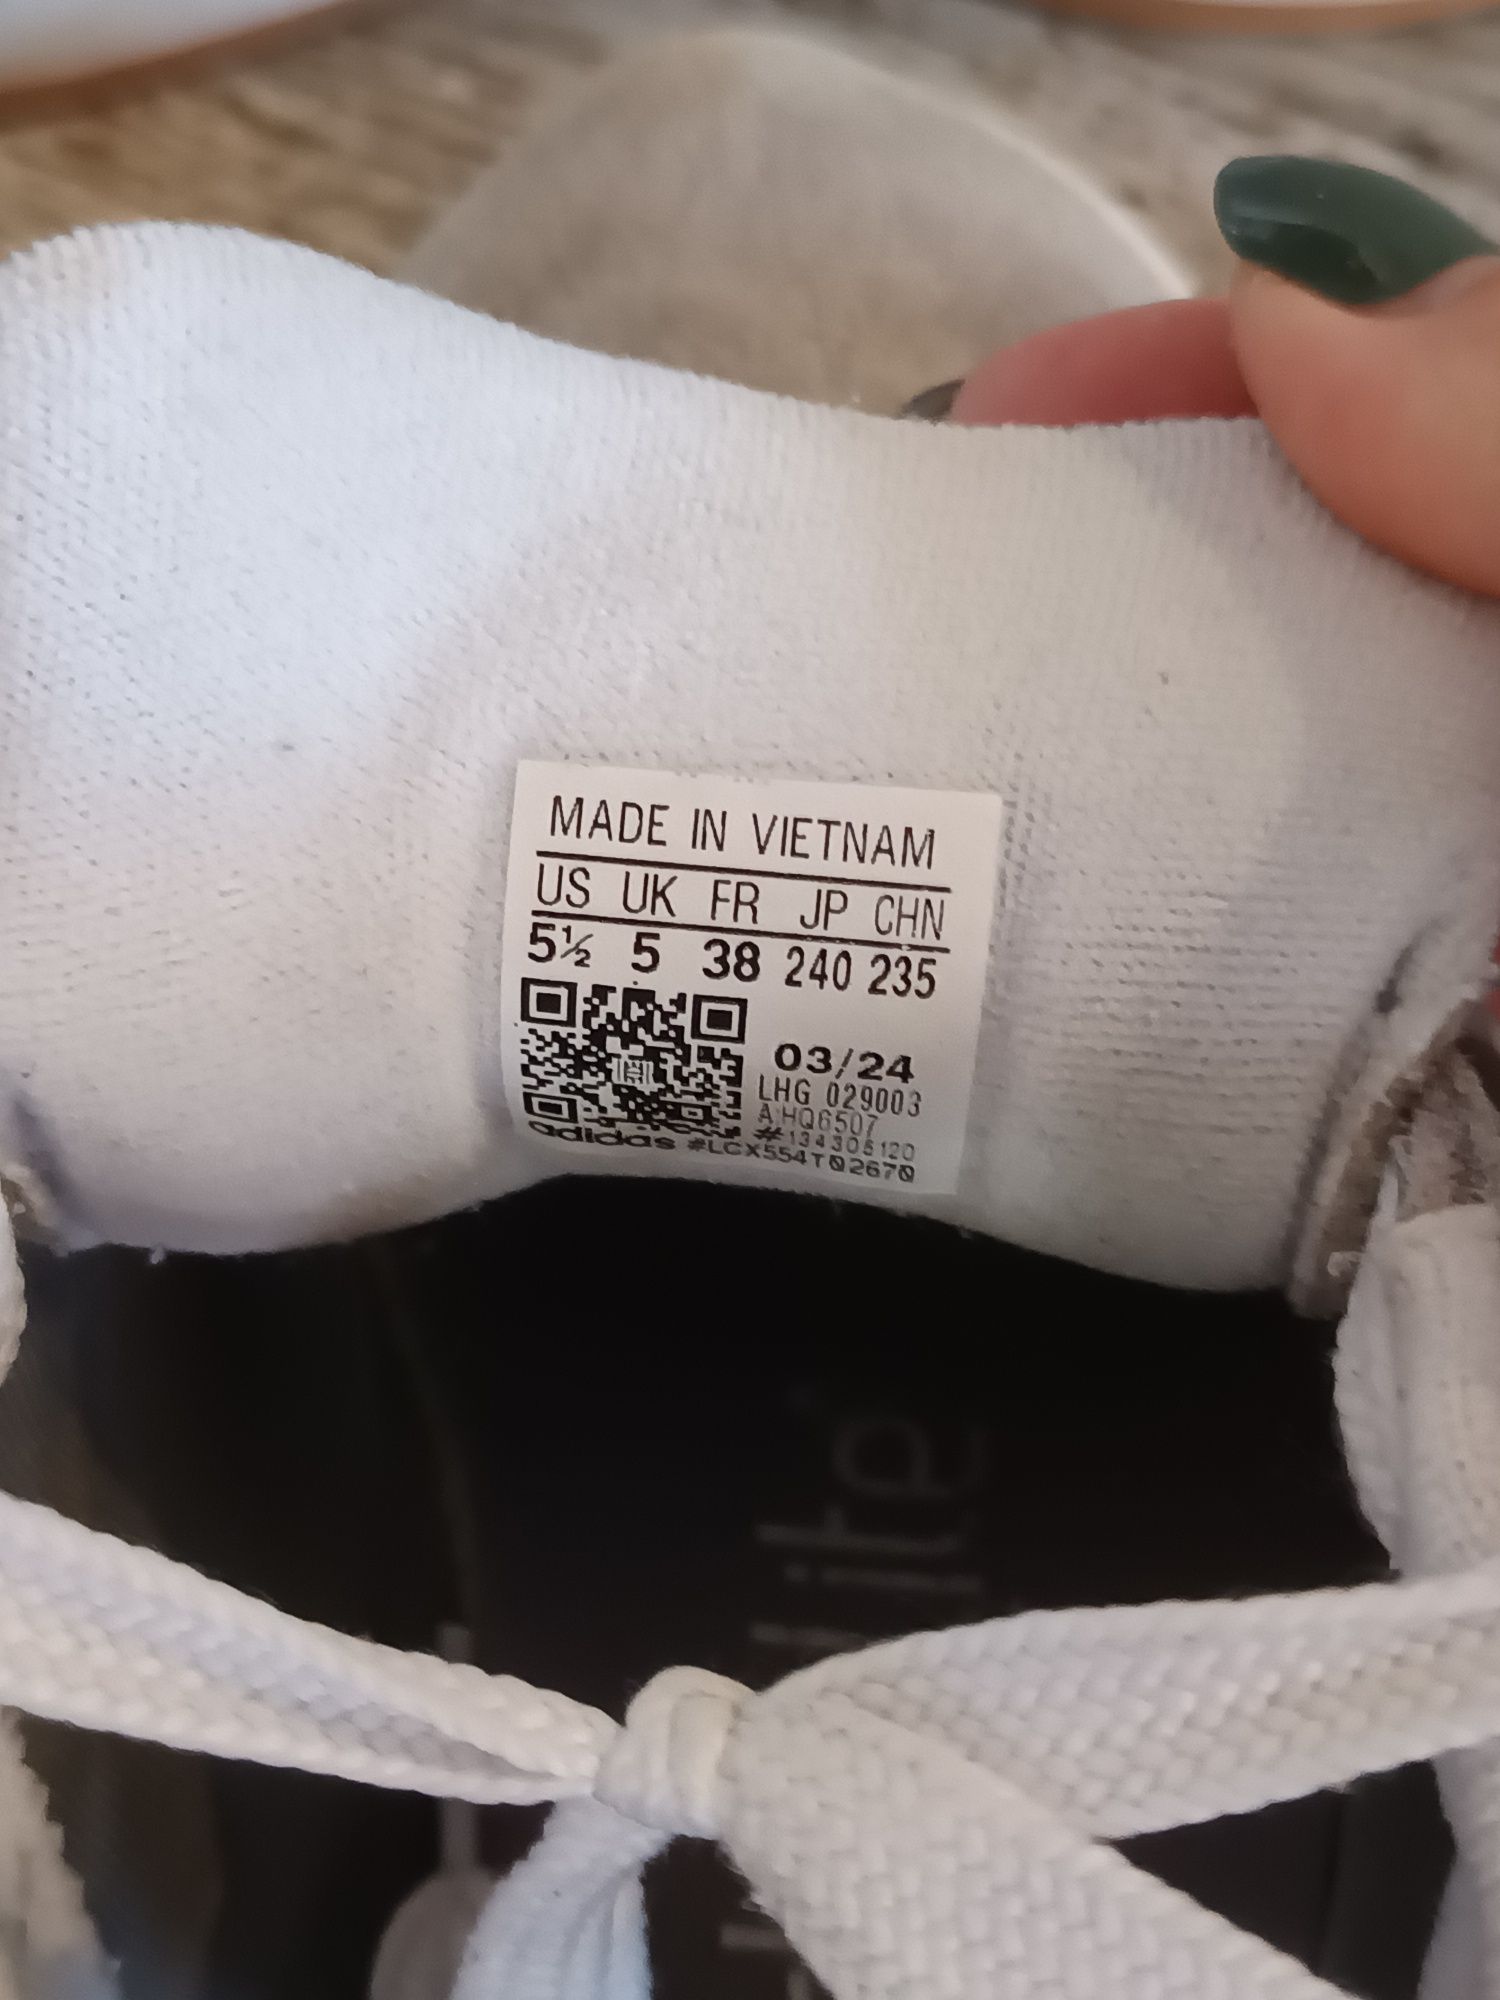 MADE IN VIETNAM
US UK FR JP CHN
5½ 5 38 240 235
03/24
LHG 029003
A:HQ6507
#134305120
adidas #LCX554T02670